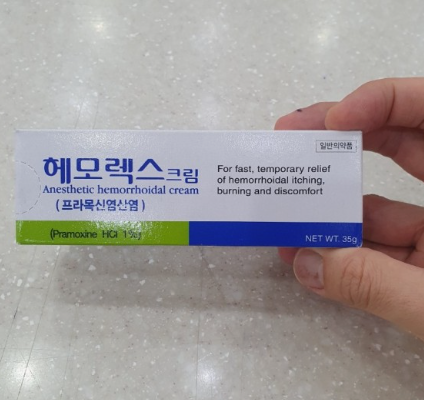 헤모렉스크림
Anesthetic hemorrhoidal cream
(프라목신염산염)
(Pramoxine HCl 1%)
일반의약품
For fast, temporary relief
of hemorrhoidal itching,
burning and discomfort
NET WT. 35g